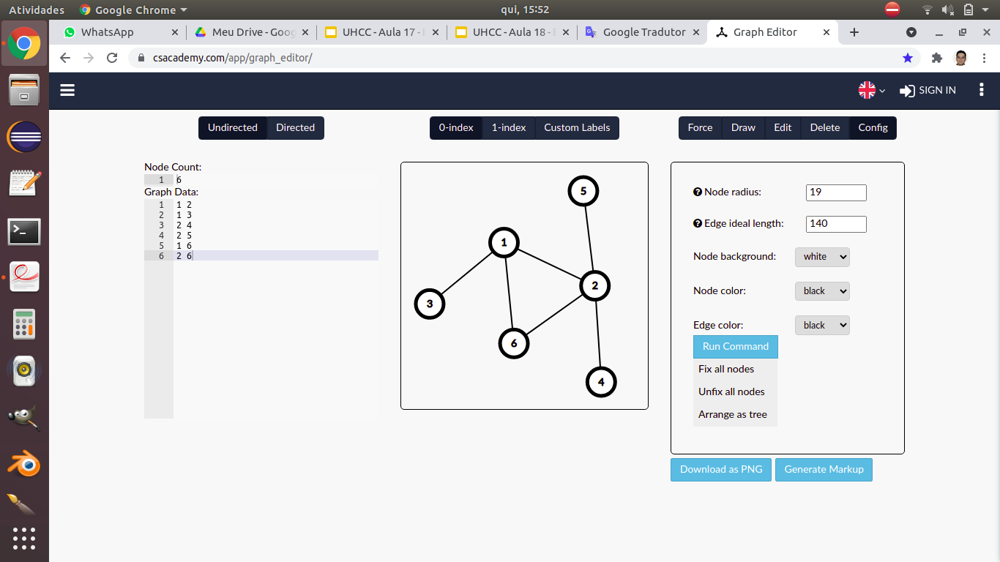 Atividades Google Chrome qui, 15:52
WhatsApp Meu Drive - Goog UHCC - Aula 17 - UHCC - Aula 18 - Google Tradutor Graph Editor
csacademy.com/app/graph_editor/
SIGN IN
Undirected Directed 0-index 1-index Custom Labels Force Draw Edit Delete Config
Node Count:
1 6
Graph Data:
1 1 2
2 1 3
3 2 4
4 2 5
5 1 6
6 2 6
5
1
2
3
6
4
Node radius: 19
Edge ideal length: 140
Node background: white
Node color: black
Edge color: black
Run Command
Fix all nodes
Unfix all nodes
Arrange as tree
Download as PNG Generate Markup